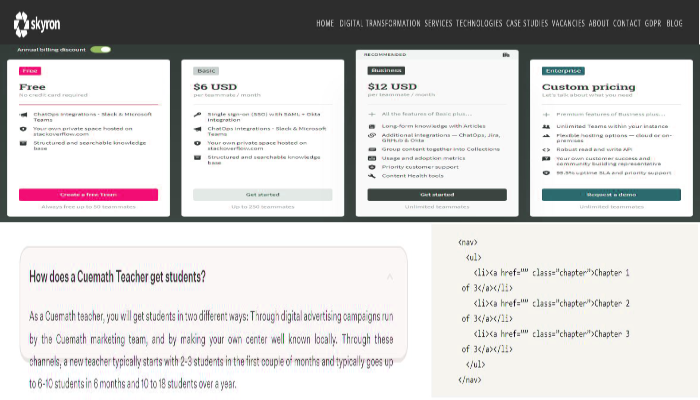 skyron
HOME DIGITAL TRANSFORMATION SERVICES TECHNOLOGIES CASE STUDIES VACANCIES ABOUT CONTACT GDPR BLOG
Annual billing discount
Free
Free
No credit card required
ChatOps integrations - Slack & Microsoft
Teams
Your own private space hosted on
stackoverflow.com
Structured and searchable knowledge
base
Create a free Team
Always free up to 50 teammates
Basic
$6 USD
per teammate / month
Single sign-on (SSO) with SAML + Okta
integration
ChatOps integrations - Slack & Microsoft
Teams
Your own private space hosted on
stackoverflow.com
Structured and searchable knowledge
base
Get started
Up to 250 teammates
RECOMMENDED
Business
$12 USD
per teammate / month
All the features of Basic plus...
Long-form knowledge with Articles
Additional integrations — ChatOps, Jira,
GitHub & Okta
Group content together into Collections
Usage and adoption metrics
Priority customer support
Content Health tools
Get started
Unlimited teammates
Enterprise
Custom pricing
Let's talk about what you need
Premium features of Business plus...
Unlimited Teams within your instance
Flexible hosting options — cloud or on-
premises
Robust read and write API
Your own customer success and
community building representative
99.5% uptime SLA and priority support
Request a demo
Unlimited teammates
How does a Cuemath Teacher get students?
As a Cuemath teacher, you will get students in two different ways: Through digital advertising campaigns run
by the Cuemath marketing team, and by making your own center well known locally. Through these
channels, a new teacher typically starts with 2-3 students in the first couple of months and typically goes up
to 6-10 students in 6 months and 10 to 18 students over a year.
<nav>
<ul>
<li><a href="" class="chapter">Chapter 1
of 3</a></li>
<li><a href="" class="chapter">Chapter 2
of 3</a></li>
<li><a href="" class="chapter">Chapter 3
of 3</a></li>
</ul>
</nav>